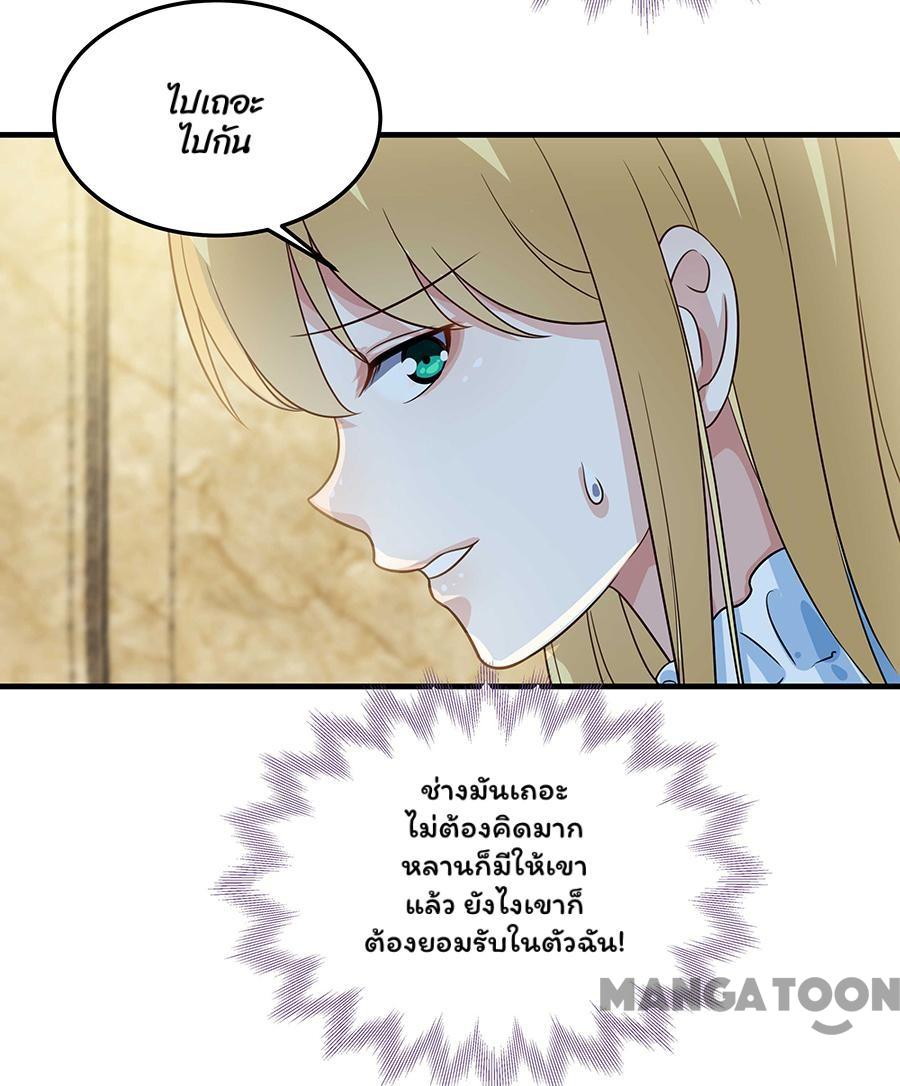 ไปเถอะ
ไปกัน
ช่างมันเถอะ
ไม่ต้องคิดมาก
หลานก็มีให้เขา
แล้ว ยังไงเขาก็
ต้องยอมรับในตัวฉัน!
MANGATOON